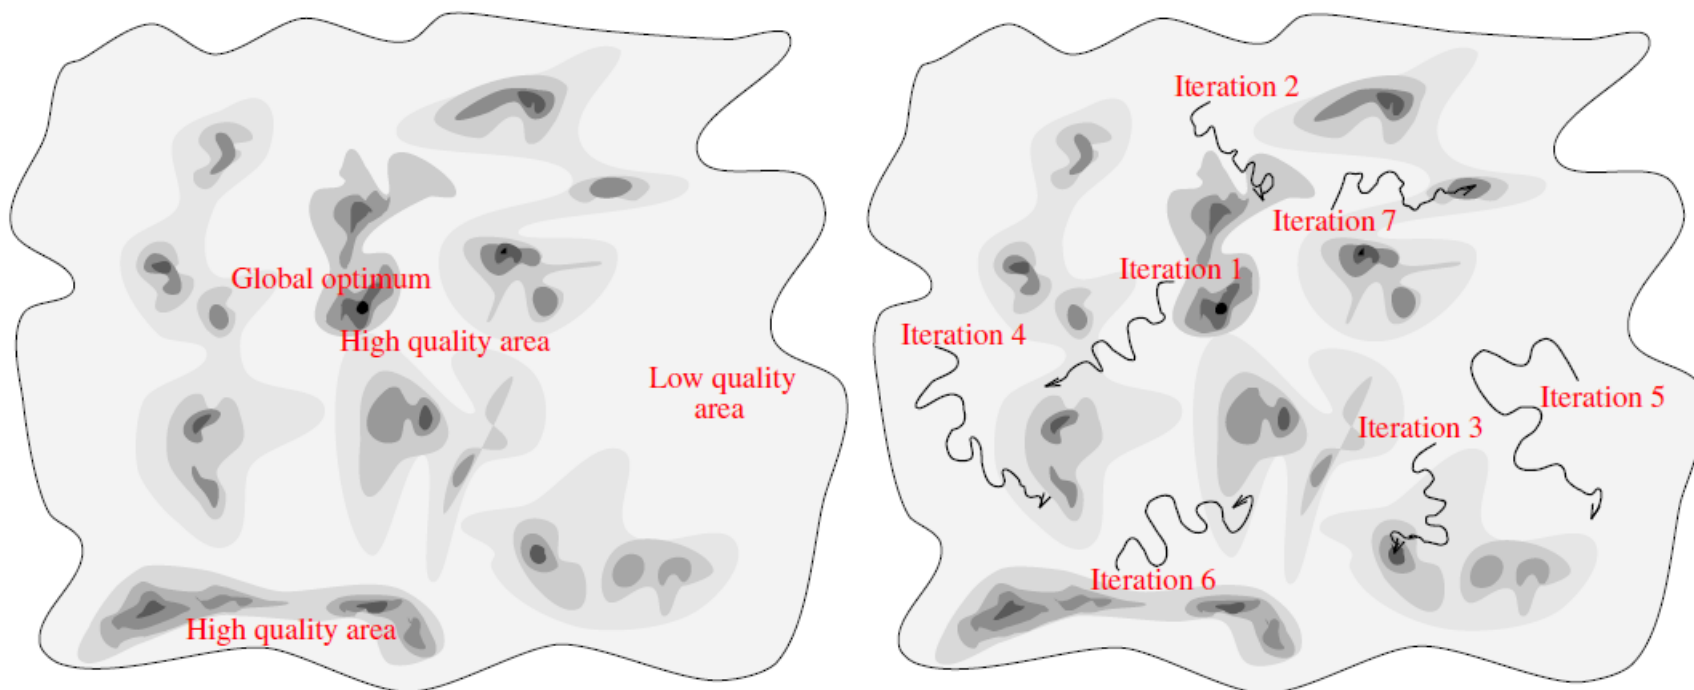 Global optimum
High quality area
Low quality
area
High quality area
Iteration 2
Iteration 7
Iteration 1
Iteration 4
Iteration 5
Iteration 3
Iteration 6